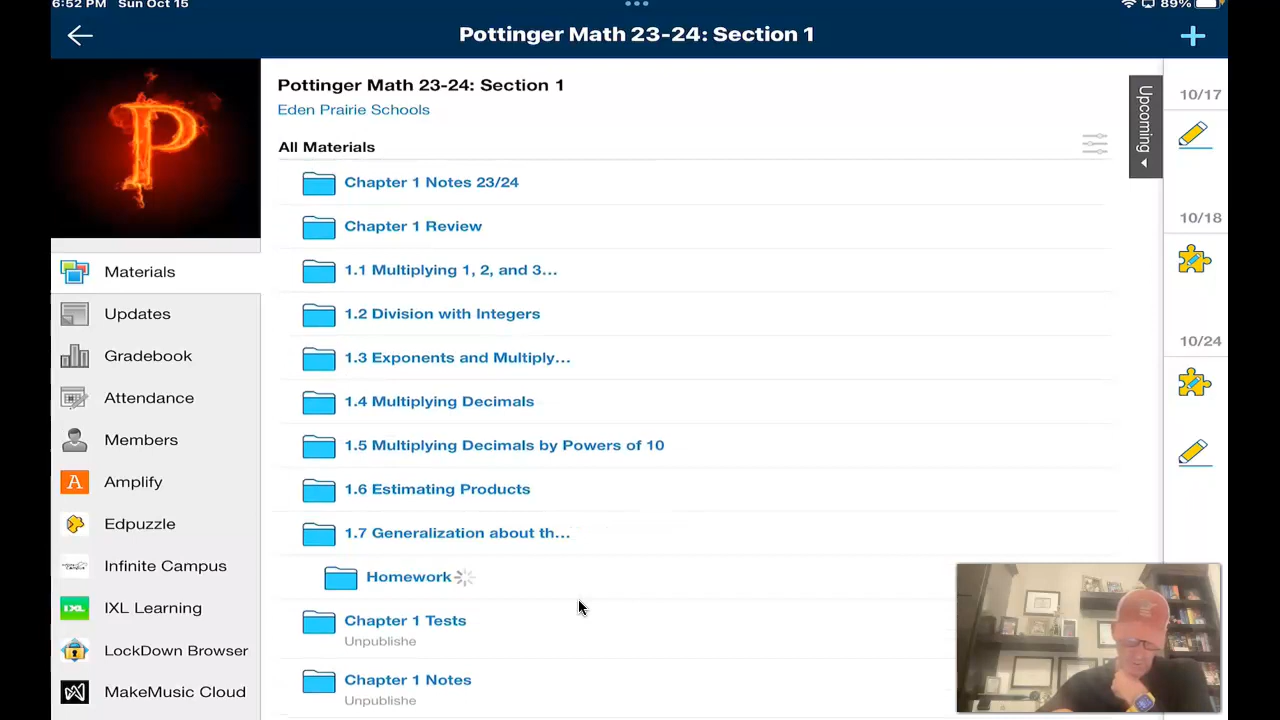 6:52 PM Sun Oct 15
89%
Pottinger Math 23-24: Section 1
P
Pottinger Math 23-24: Section 1
Eden Prairie Schools
All Materials
Chapter 1 Notes 23/24
Chapter 1 Review
1.1 Multiplying 1, 2, and 3...
1.2 Division with Integers
1.3 Exponents and Multiply...
1.4 Multiplying Decimals
1.5 Multiplying Decimals by Powers of 10
1.6 Estimating Products
1.7 Generalization about th...
Homework
Chapter 1 Tests
Unpublishe
Chapter 1 Notes
Unpublishe
Materials
Updates
Gradebook
Attendance
Members
A Amplify
Edpuzzle
Infinite Campus
IXL IXL Learning
LockDown Browser
MakeMusic Cloud
Upcoming
10/17
10/18
10/24